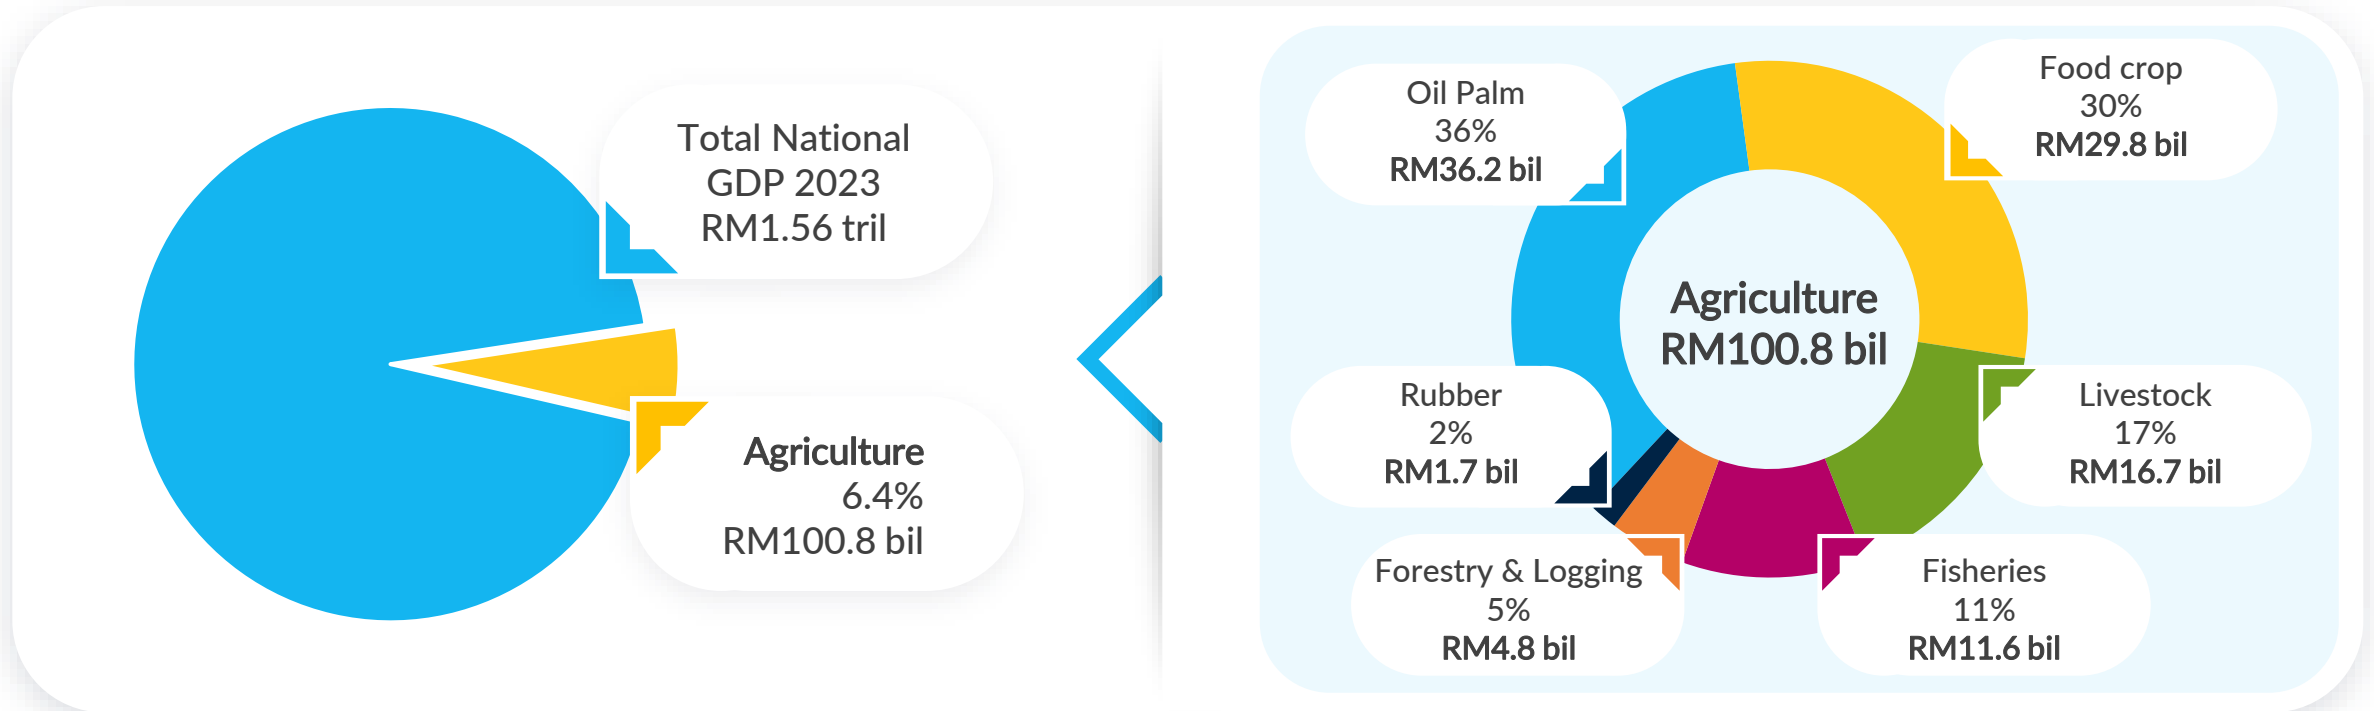 Total National
GDP 2023
RM1.56 tril
Agriculture
6.4%
RM100.8 bil
Oil Palm
36%
RM36.2 bil
Food crop
30%
RM29.8 bil
Agriculture
RM100.8 bil
Rubber
2%
RM1.7 bil
Livestock
17%
RM16.7 bil
Forestry & Logging
5%
RM4.8 bil
Fisheries
11%
RM11.6 bil